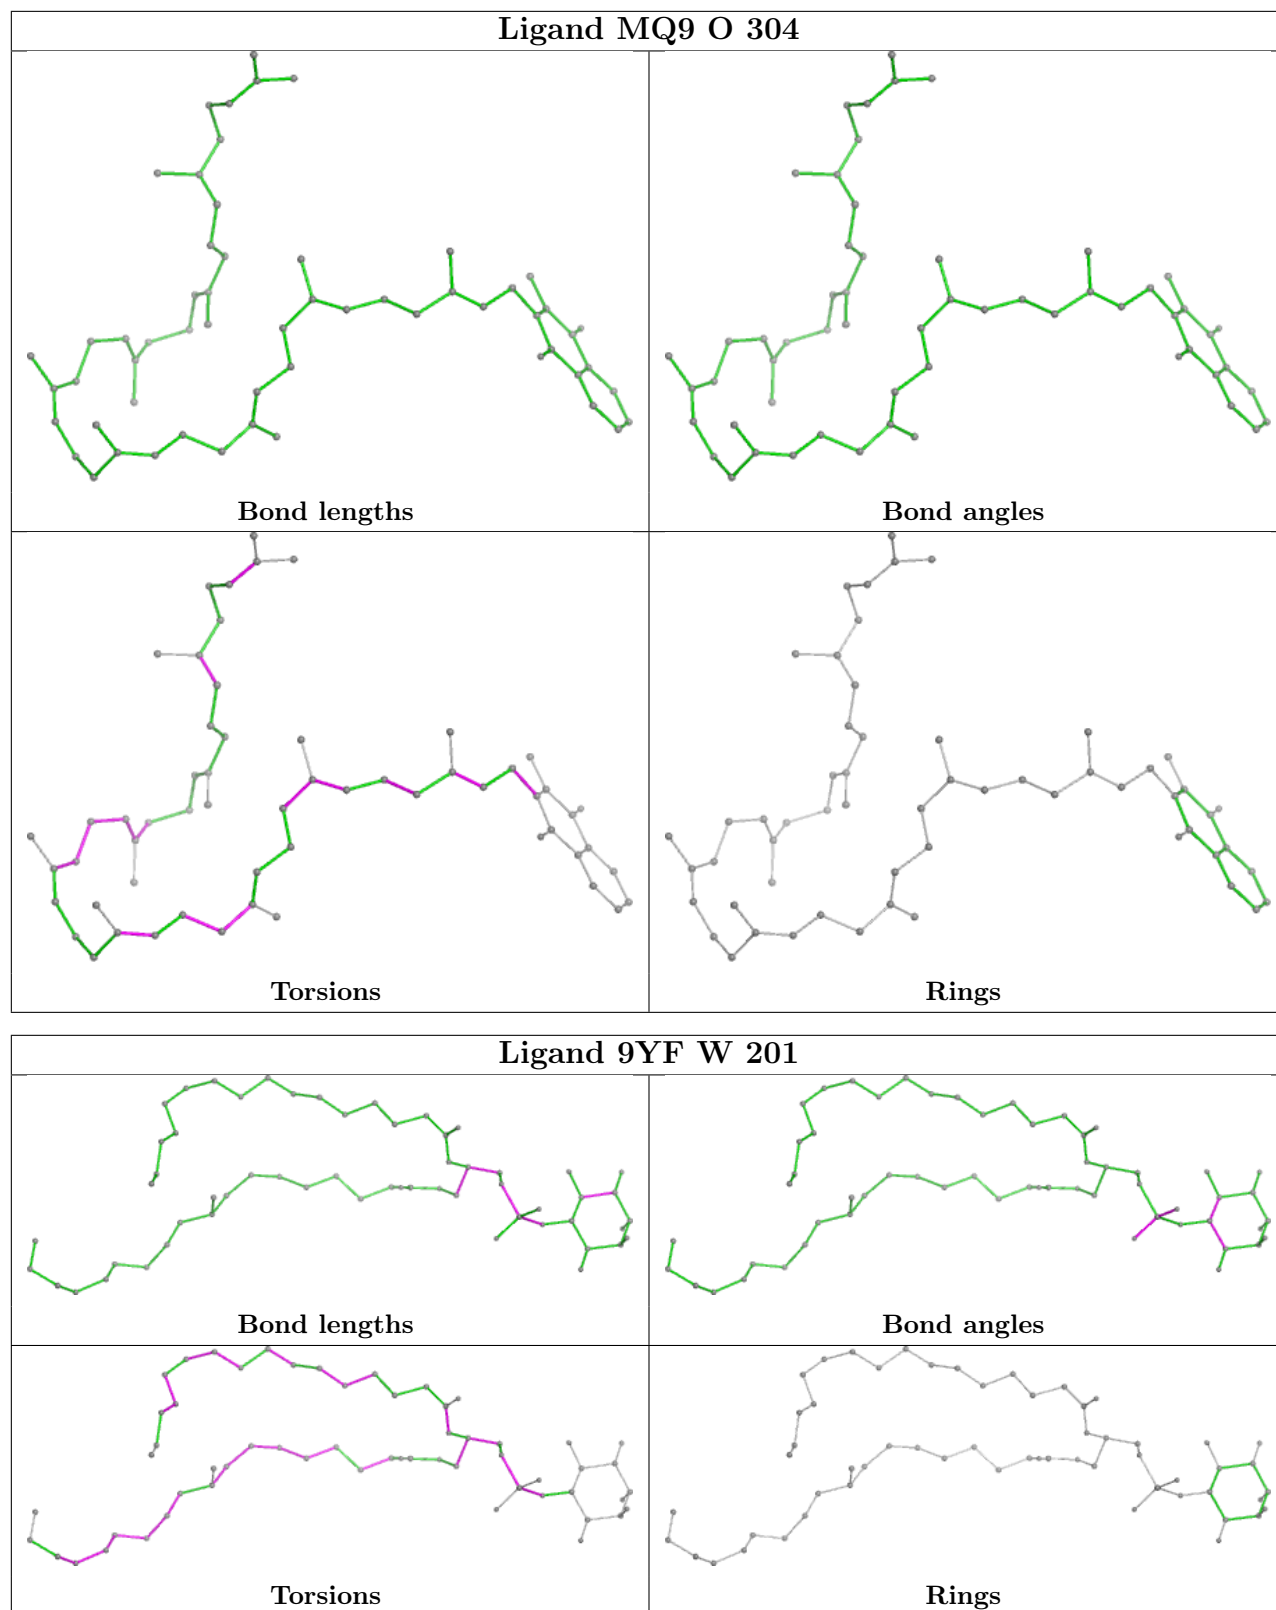 Ligand MQ9 O 304
Bond lengths
Bond angles
Torsions
Rings
Ligand 9YF W 201
Bond lengths
Bond angles
Torsions
Rings